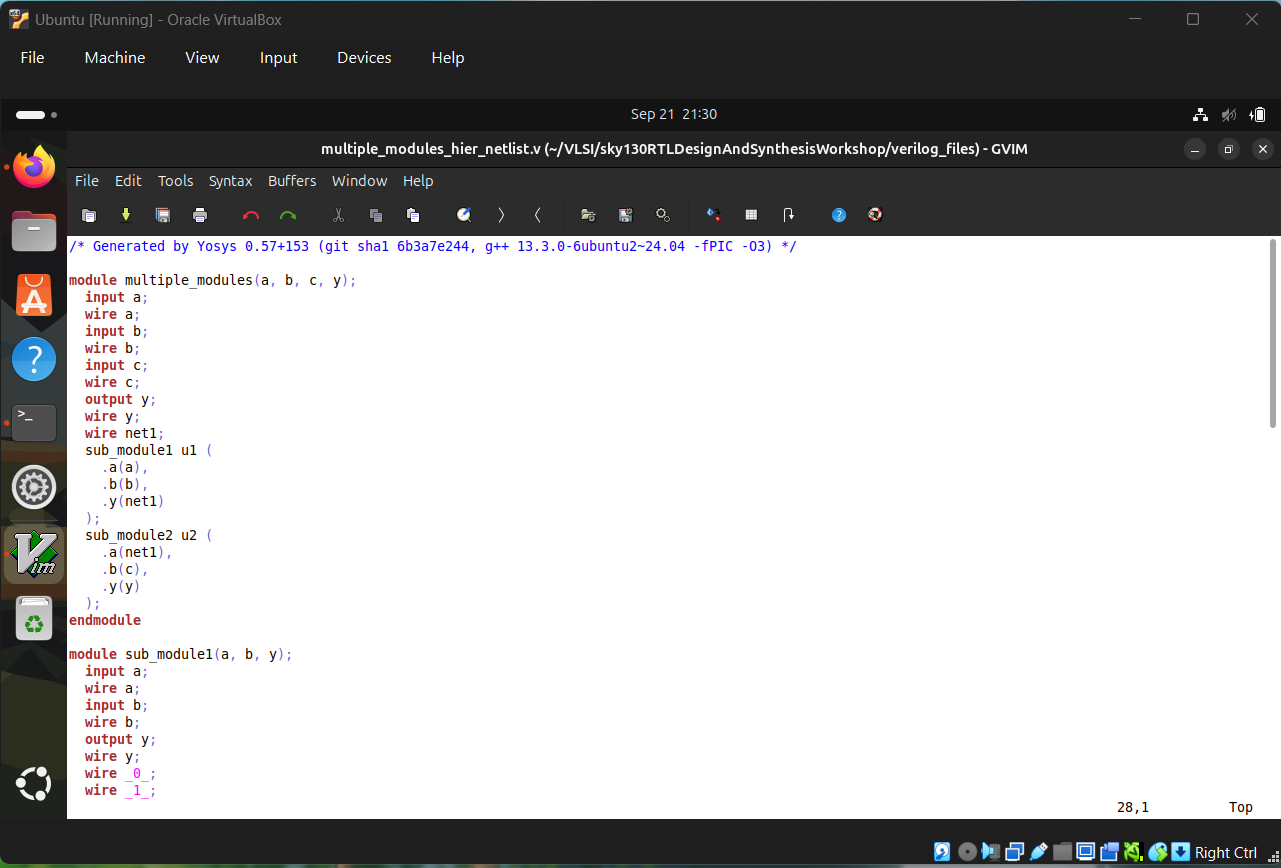 Ubuntu [Running] - Oracle VirtualBox
File Machine View Input Devices Help
Sep 21 21:30
multiple_modules_hier_netlist.v (~/VLSI/sky130RTLDesignAndSynthesisWorkshop/verilog_files) - GVIM
File Edit Tools Syntax Buffers Window Help
/* Generated by Yosys 0.57+153 (git sha1 6b3a7e244, g++ 13.3.0-6ubuntu2~24.04 -fPIC -O3) */
module multiple_modules(a, b, c, y);
  input a;
  wire a;
  input b;
  wire b;
  input c;
  wire c;
  output y;
  wire y;
  wire net1;
  sub_module1 u1 (
    .a(a),
    .b(b),
    .y(net1)
  );
  sub_module2 u2 (
    .a(net1),
    .b(c),
    .y(y)
  );
endmodule
module sub_module1(a, b, y);
  input a;
  wire a;
  input b;
  wire b;
  output y;
  wire y;
  wire _0_;
  wire _1_;
28,1 Top
Right Ctrl